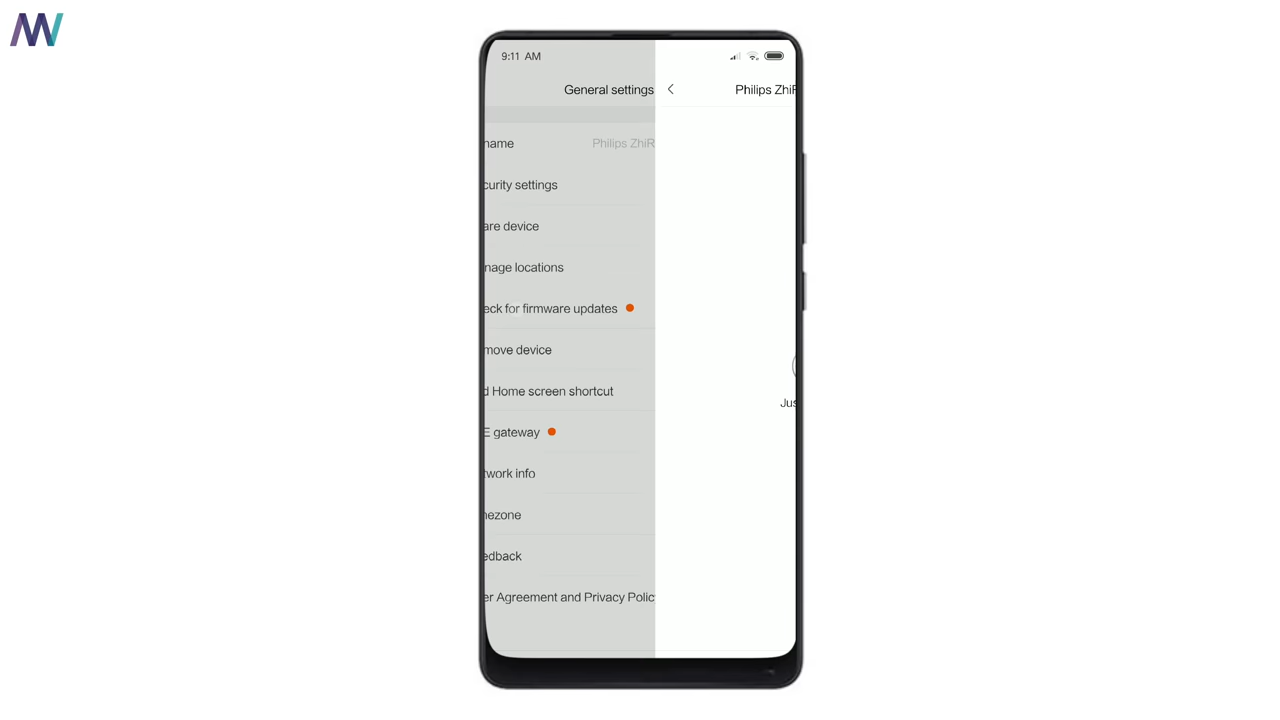 9:11 AM
General settings
Philips ZhiR
name
Philips ZhiR
curity settings
are device
nage locations
eck for firmware updates
move device
d Home screen shortcut
Jus
E gateway
work info
nezone
edback
er Agreement and Privacy Polic